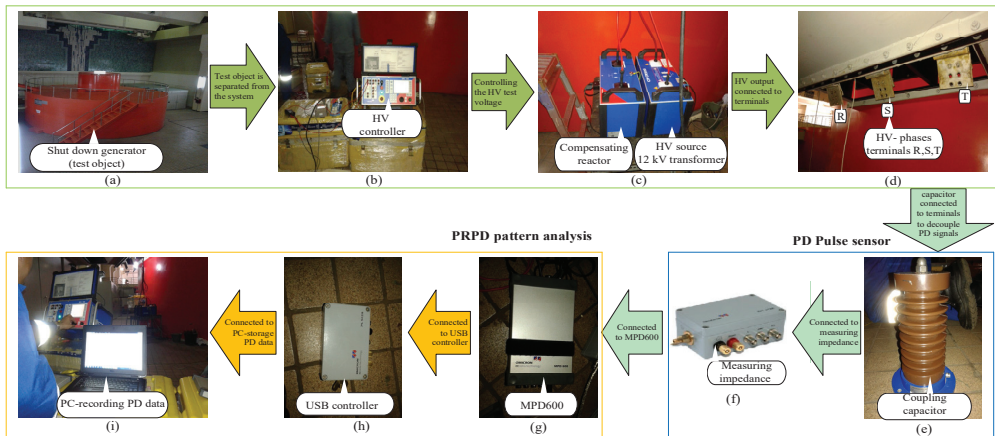 Test object is
separated from
the system
Controlling
the HV test
voltage
HV output
connected to
terminals
HV
controller
Shut down generator
(test object)
Compensating
reactor
HV source
12 kV transformer
R
S
T
HV- phases
terminals R,S,T
(a)
(b)
(c)
(d)
capacitor
connected
to terminals
to decouple
PD signals
PRPD pattern analysis
PD Pulse sensor
Connected to
PC-storage
PD data
Connected
to USB
controller
Connected
to MPD600
Connected to
measuring
impedance
PC-recording PD data
USB controller
MPD600
Measuring
impedance
Coupling
capacitor
(i)
(h)
(g)
(f)
(e)